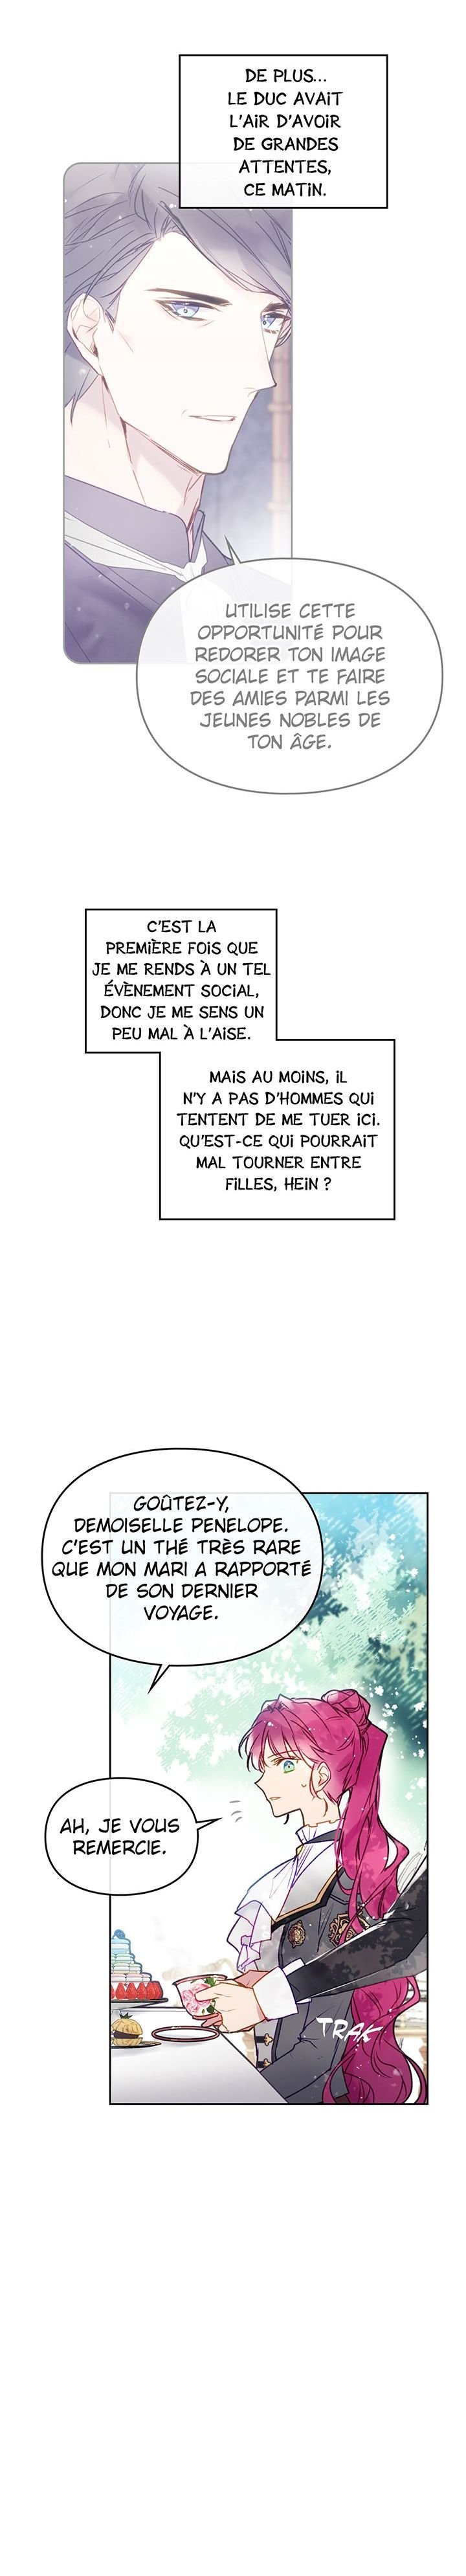 DE PLUS...
LE DUC AVAIT
L'AIR D'AVOIR
DE GRANDES
ATTENTES,
CE MATIN.
UTILISE CETTE
OPPORTUNITÉ POUR
REDORER TON IMAGE
SOCIALE ET TE FAIRE
DES AMIES PARMI LES
JEUNES NOBLES DE
TON ÂGE.
C'EST LA
PREMIÈRE FOIS QUE
JE ME RENDS À UN TEL
ÉVÈNEMENT SOCIAL,
DONC JE ME SENS UN
PEU MAL À L'AISE.
MAIS AU MOINS, IL
N'Y A PAS D'HOMMES QUI
TENTENT DE ME TUER ICI.
QU'EST-CE QUI POURRAIT
MAL TOURNER ENTRE
FILLES, HEIN ?
GOÛTEZ-Y,
DEMOISELLE PENELOPE.
C'EST UN THÉ TRÈS RARE
QUE MON MARI A RAPPORTÉ
DE SON DERNIER
VOYAGE.
AH, JE VOUS
REMERCIE.
TRAK